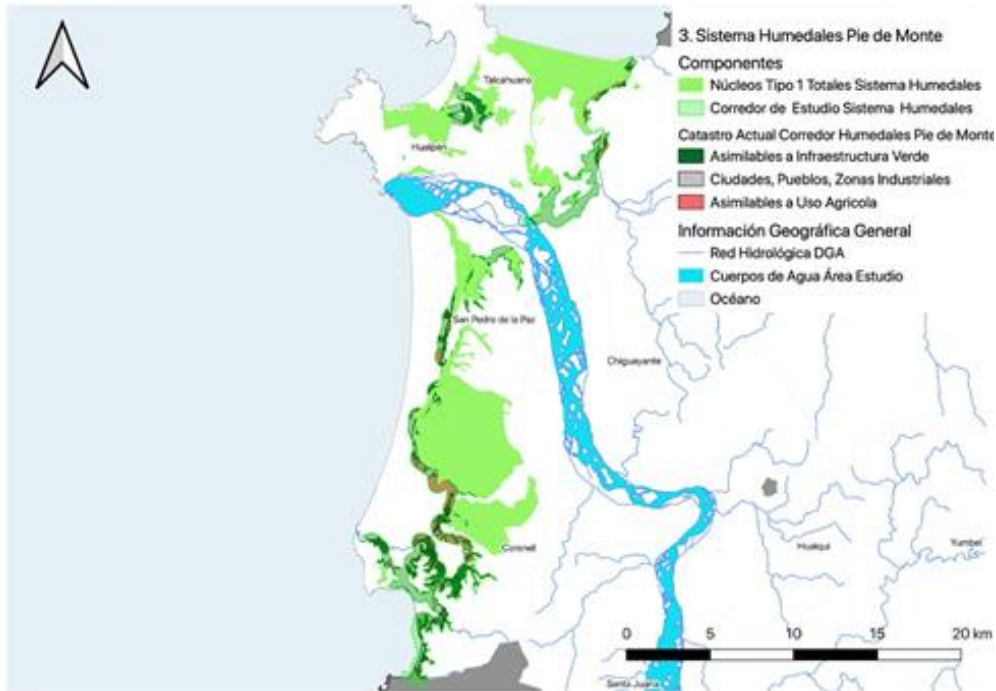 3. Sistema Humedales Pie de Monte
Componentes
Núcleos Tipo 1 Totales Sistema Humedales
Corredor de Estudio Sistema Humedales
Catastro Actual Corredor Humedales Pie de Monte
Asimilables a Infraestructura Verde
Ciudades, Pueblos, Zonas Industriales
Asimilables a Uso Agrícola
Información Geográfica General
Red Hidrológica DGA
Cuerpos de Agua Área Estudio
Océano
Talcahuano
Hualpén
San Pedro de la Paz
Chiguayante
Coronel
Hualqui
Yumbel
0 5 10 15 20 km
Santa Juana